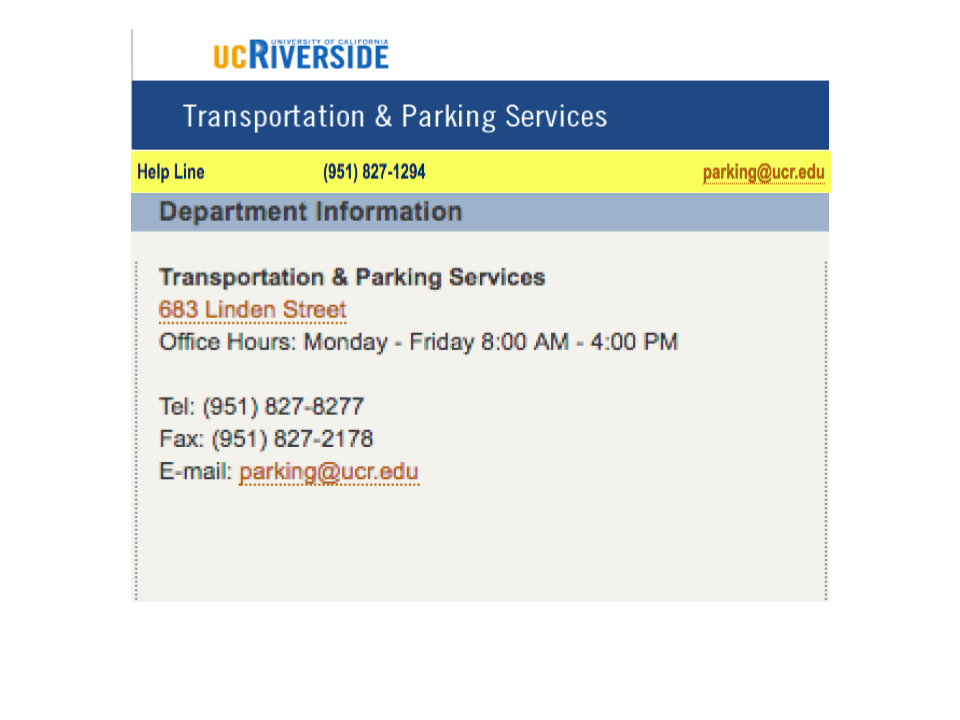 UNIVERSITY OF CALIFORNIA
UCRIVERSIDE
Transportation & Parking Services
Help Line (951) 827-1294 parking@ucr.edu
Department Information
Transportation & Parking Services
683 Linden Street
Office Hours: Monday - Friday 8:00 AM - 4:00 PM
Tel: (951) 827-8277
Fax: (951) 827-2178
E-mail: parking@ucr.edu